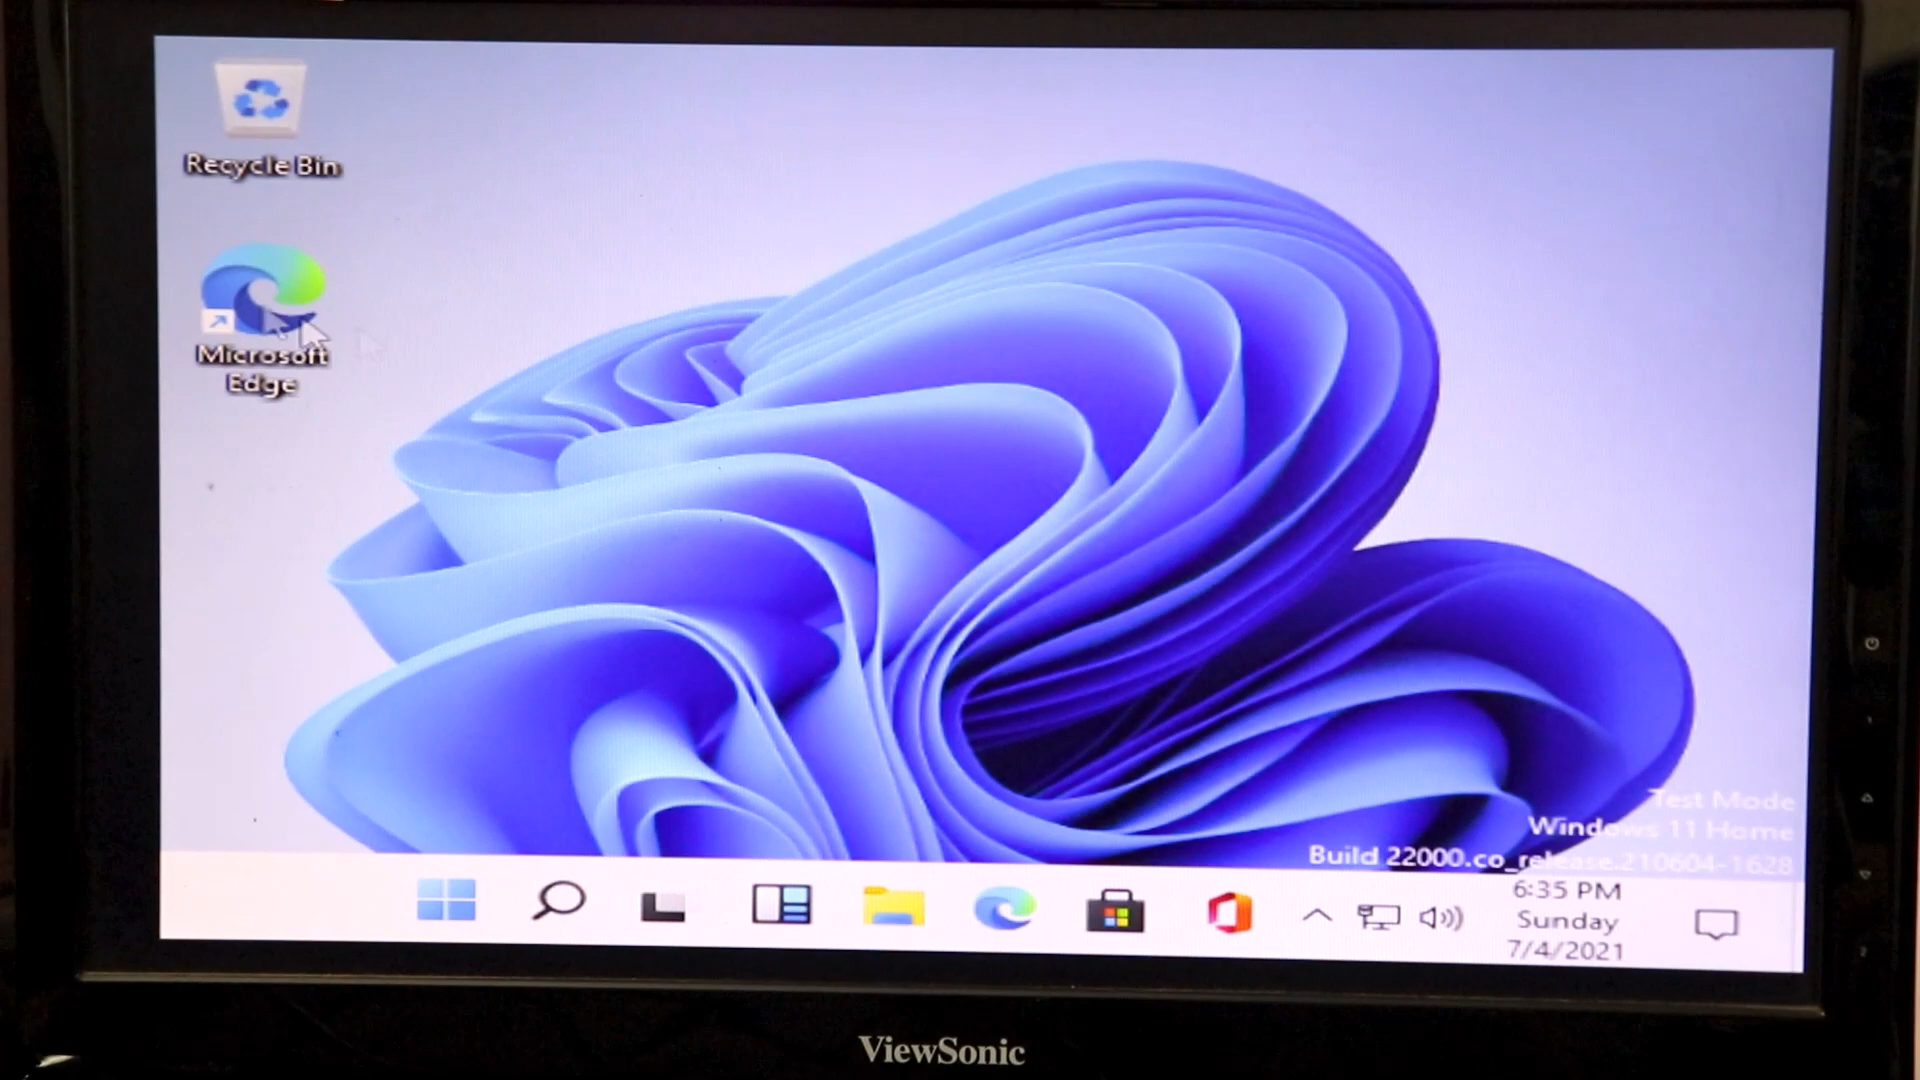 Recycle Bin
Microsoft
Edge
Test Mode
Windows 11 Home
Build 22000.co_release.210604-1628
6:35 PM
Sunday
7/4/2021
ViewSonic